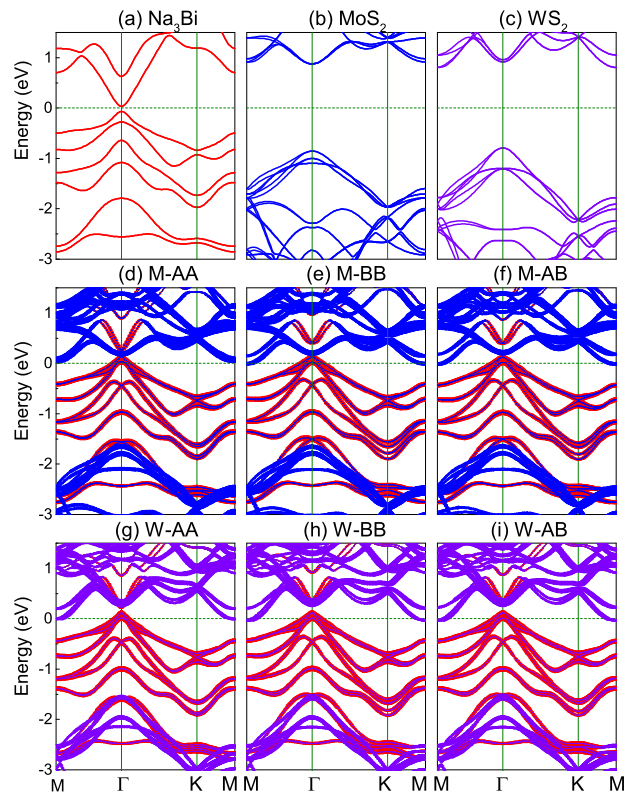 (a) Na₃Bi (b) MoS₂ (c) WS₂
Energy (eV)
1
0
-1
-2
-3
(d) M-AA (e) M-BB (f) M-AB
Energy (eV)
1
0
-1
-2
-3
(g) W-AA (h) W-BB (i) W-AB
Energy (eV)
1
0
-1
-2
-3
M Γ K M Γ K M Γ K M